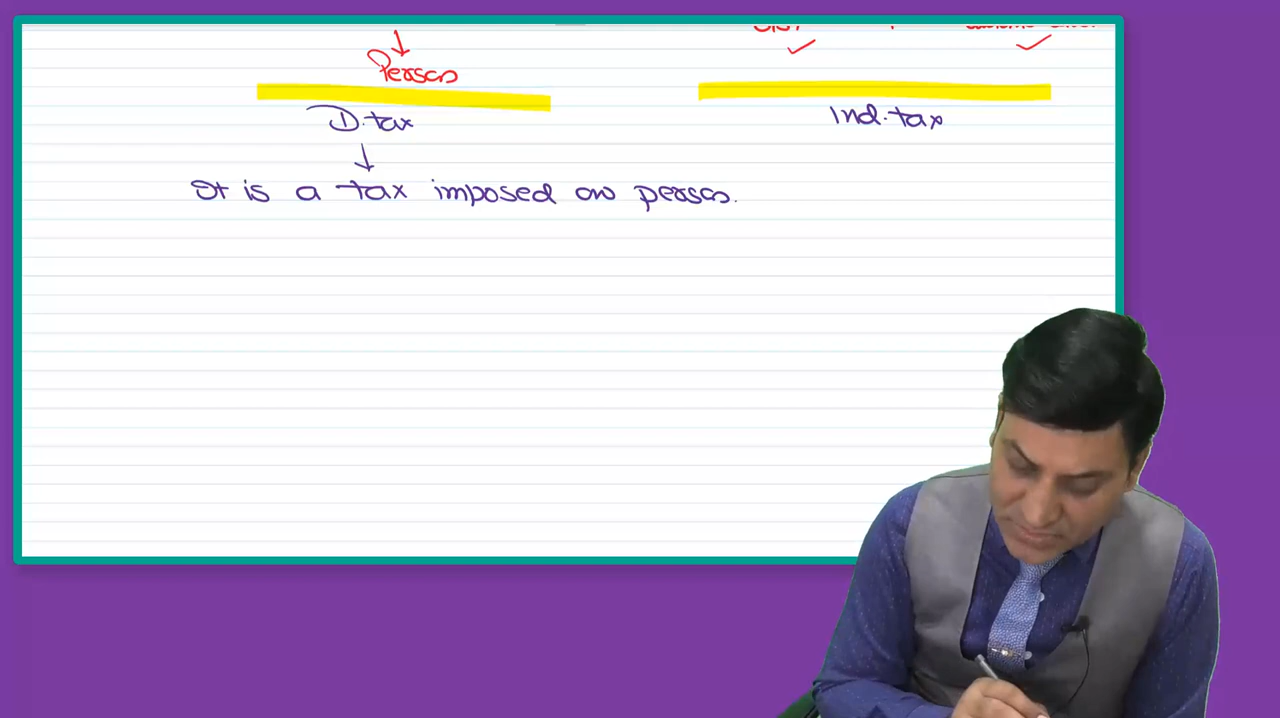 Person
D.tax
Ind.tax
It is a tax imposed on person.